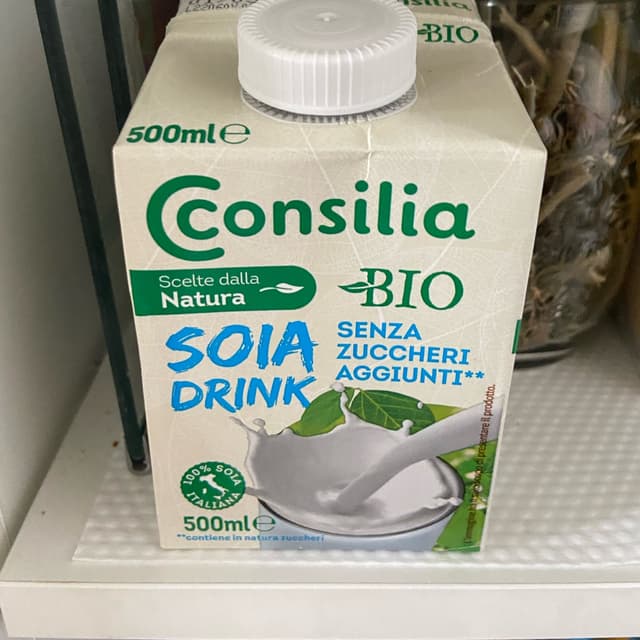 BIO
500ml℮
Consilia
Scelte dalla
Natura
BIO
SOIA
DRINK
SENZA
ZUCCHERI
AGGIUNTI**
100% SOIA
ITALIANA
500ml℮
**contiene in natura zuccheri